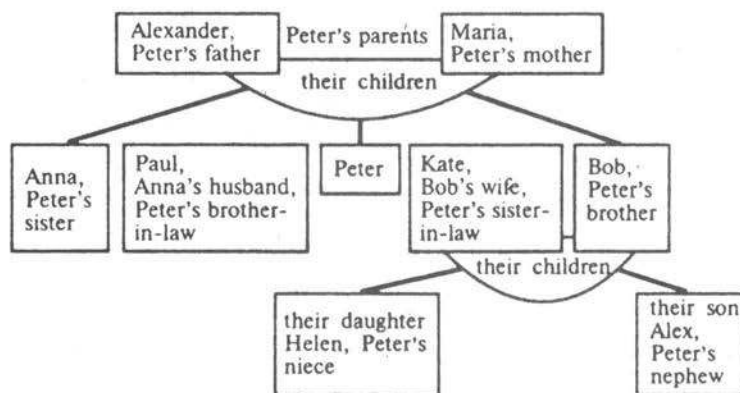 Alexander,
Peter's father
Peter's parents
Maria,
Peter's mother
their children
Anna,
Peter's
sister
Paul,
Anna's husband,
Peter's brother-
in-law
Peter
Kate,
Bob's wife,
Peter's sister-
in-law
Bob,
Peter's
brother
their children
their daughter
Helen, Peter's
niece
their son
Alex,
Peter's
nephew